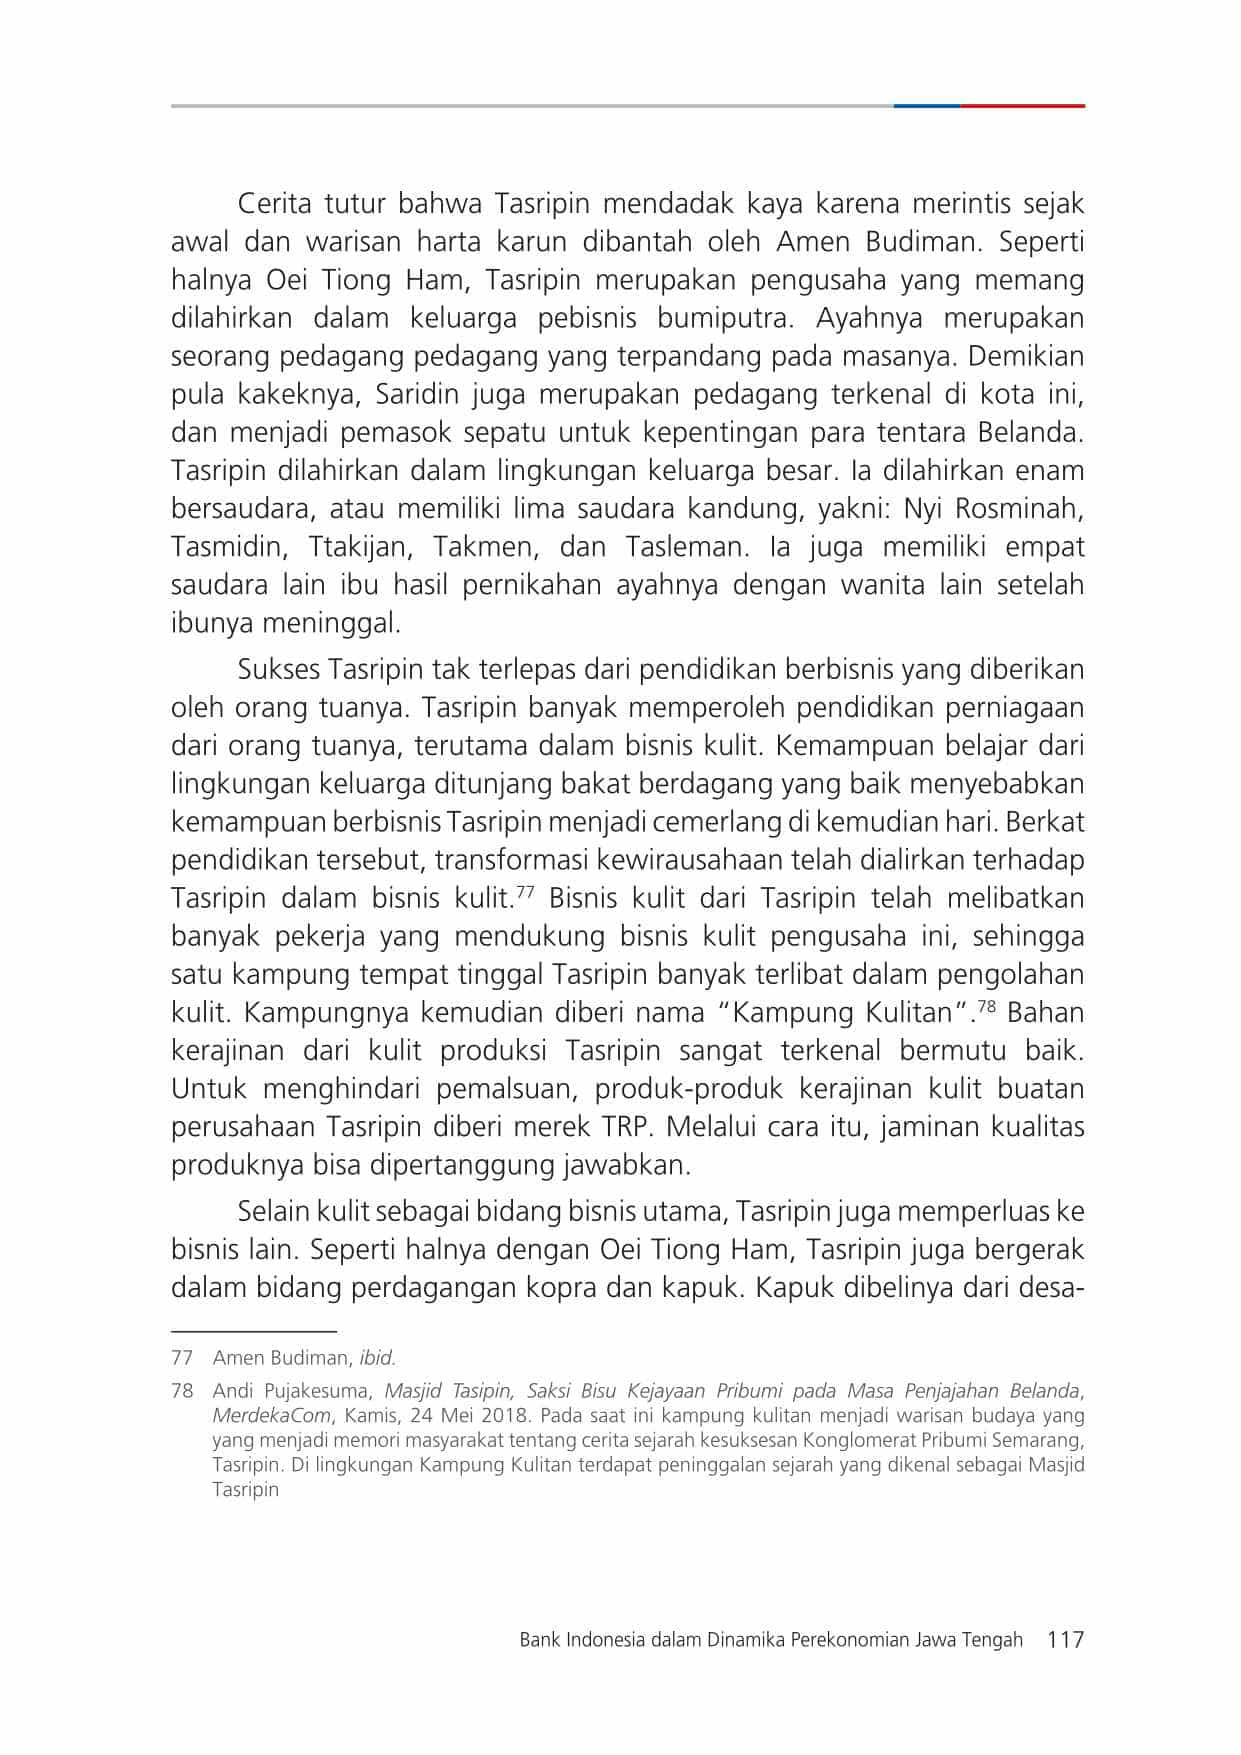 Cerita tutur bahwa Tasripin mendadak kaya karena merintis sejak
awal dan warisan harta karun dibantah oleh Amen Budiman. Seperti
halnya Oei Tiong Ham, Tasripin merupakan pengusaha yang memang
dilahirkan dalam keluarga pebisnis bumiputra. Ayahnya merupakan
seorang pedagang pedagang yang terpandang pada masanya. Demikian
pula kakeknya, Saridin juga merupakan pedagang terkenal di kota ini,
dan menjadi pemasok sepatu untuk kepentingan para tentara Belanda.
Tasripin dilahirkan dalam lingkungan keluarga besar. Ia dilahirkan enam
bersaudara, atau memiliki lima saudara kandung, yakni: Nyi Rosminah,
Tasmidin, Ttakijan, Takmen, dan Tasleman. Ia juga memiliki empat
saudara lain ibu hasil pernikahan ayahnya dengan wanita lain setelah
ibunya meninggal.
Sukses Tasripin tak terlepas dari pendidikan berbisnis yang diberikan
oleh orang tuanya. Tasripin banyak memperoleh pendidikan perniagaan
dari orang tuanya, terutama dalam bisnis kulit. Kemampuan belajar dari
lingkungan keluarga ditunjang bakat berdagang yang baik menyebabkan
kemampuan berbisnis Tasripin menjadi cemerlang di kemudian hari. Berkat
pendidikan tersebut, transformasi kewirausahaan telah dialirkan terhadap
Tasripin dalam bisnis kulit.77 Bisnis kulit dari Tasripin telah melibatkan
banyak pekerja yang mendukung bisnis kulit pengusaha ini, sehingga
satu kampung tempat tinggal Tasripin banyak terlibat dalam pengolahan
kulit. Kampungnya kemudian diberi nama “Kampung Kulitan”.78 Bahan
kerajinan dari kulit produksi Tasripin sangat terkenal bermutu baik.
Untuk menghindari pemalsuan, produk-produk kerajinan kulit buatan
perusahaan Tasripin diberi merek TRP. Melalui cara itu, jaminan kualitas
produknya bisa dipertanggung jawabkan.
Selain kulit sebagai bidang bisnis utama, Tasripin juga memperluas ke
bisnis lain. Seperti halnya dengan Oei Tiong Ham, Tasripin juga bergerak
dalam bidang perdagangan kopra dan kapuk. Kapuk dibelinya dari desa-
77 Amen Budiman, ibid.
78 Andi Pujakesuma, Masjid Tasipin, Saksi Bisu Kejayaan Pribumi pada Masa Penjajahan Belanda,
MerdekaCom, Kamis, 24 Mei 2018. Pada saat ini kampung kulitan menjadi warisan budaya yang
yang menjadi memori masyarakat tentang cerita sejarah kesuksesan Konglomerat Pribumi Semarang,
Tasripin. Di lingkungan Kampung Kulitan terdapat peninggalan sejarah yang dikenal sebagai Masjid
Tasripin
Bank Indonesia dalam Dinamika Perekonomian Jawa Tengah 117